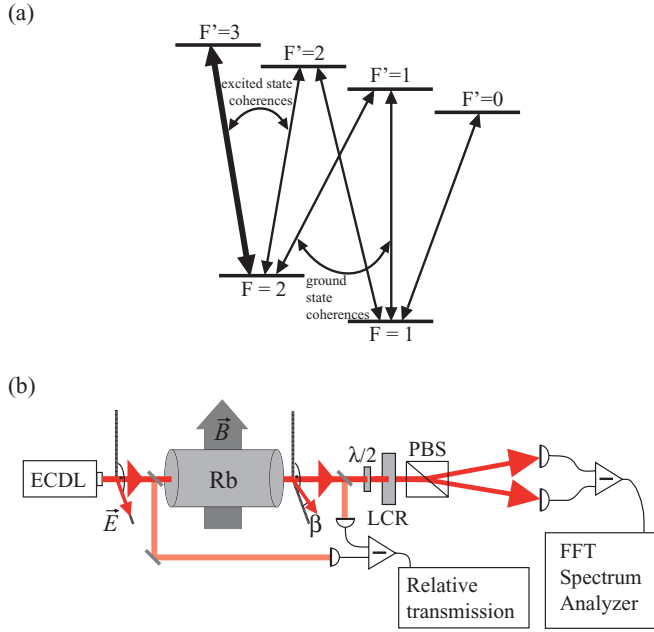 (a)
F'=3
F'=2
F'=1
F'=0
excited state
coherences
F = 2
ground
state
coherences
F = 1
(b)
ECDL
E
B
Rb
β
λ/2
LCR
PBS
Relative
transmission
FFT
Spectrum
Analyzer